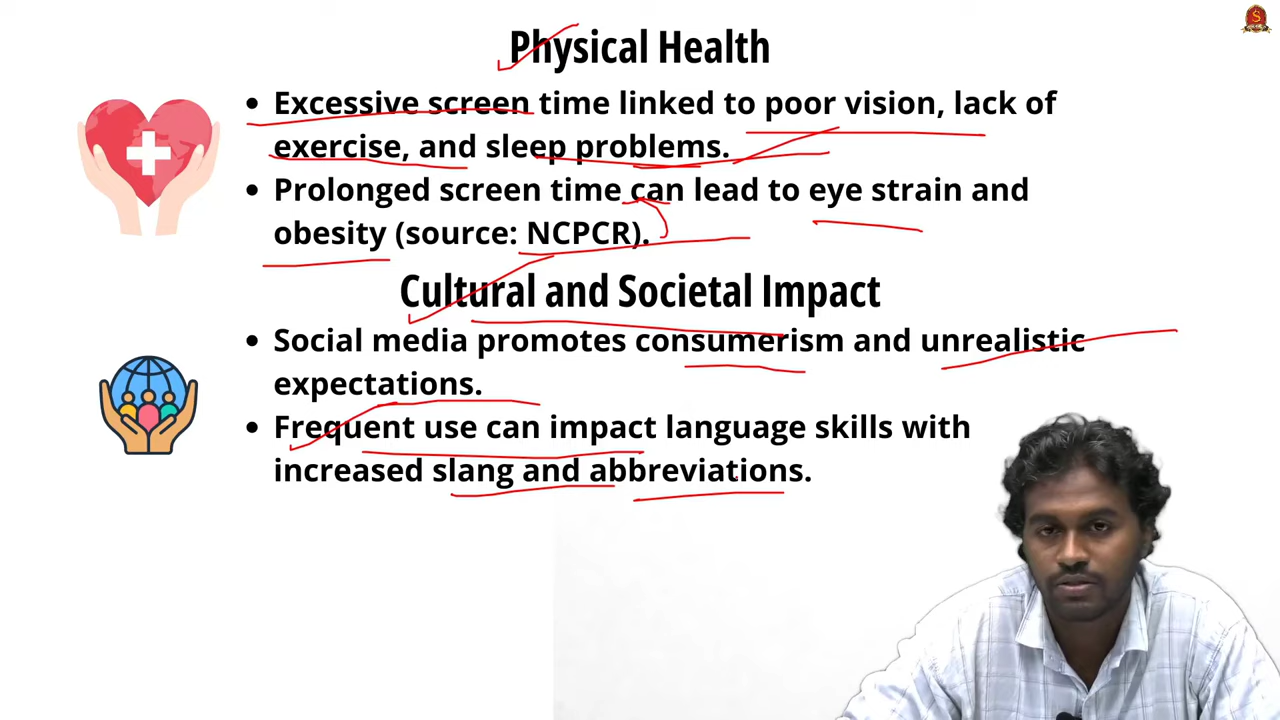 Physical Health
• Excessive screen time linked to poor vision, lack of
exercise, and sleep problems.
• Prolonged screen time can lead to eye strain and
obesity (source: NCPCR).
Cultural and Societal Impact
• Social media promotes consumerism and unrealistic
expectations.
• Frequent use can impact language skills with
increased slang and abbreviations.